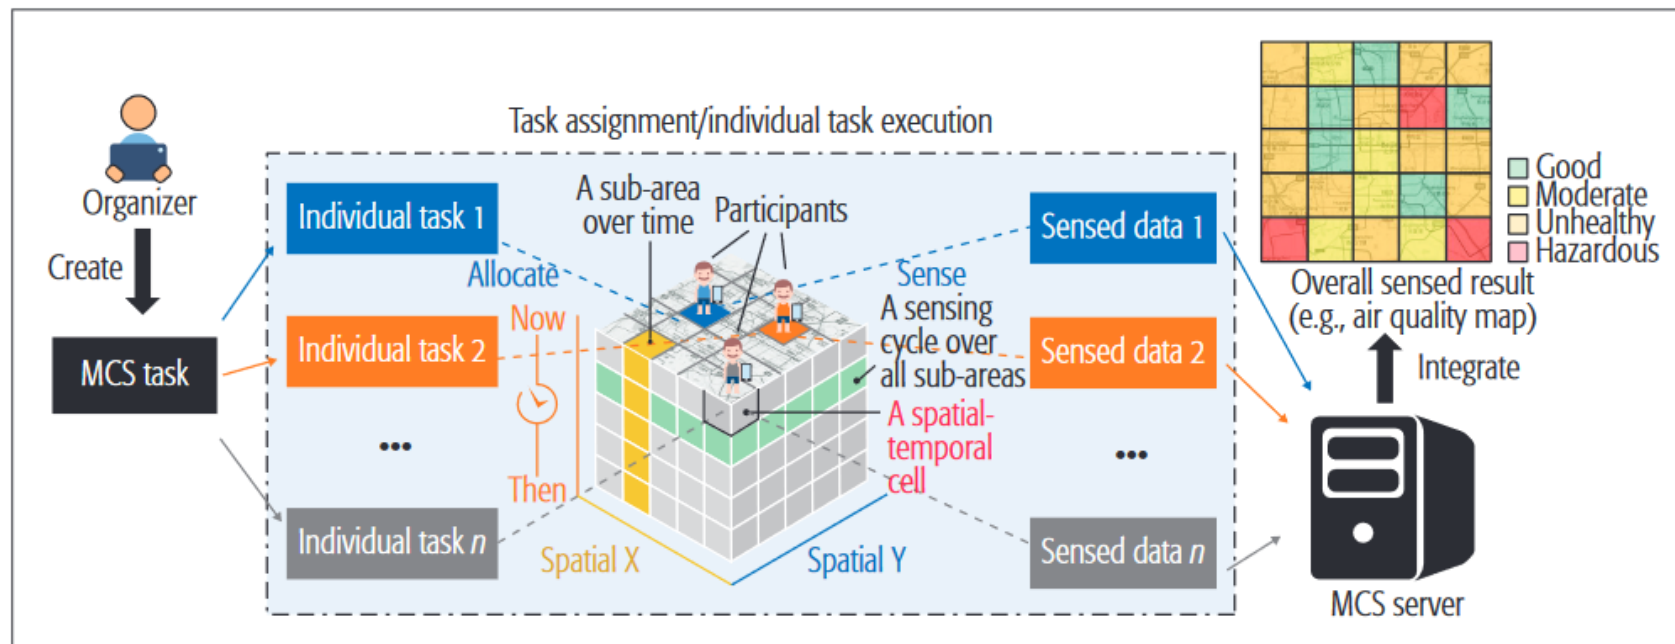 Organizer
Create
MCS task
Task assignment/individual task execution
Individual task 1
Individual task 2
...
Individual task n
Allocate
A sub-area
over time
Participants
Now
Then
Spatial X
Spatial Y
Sense
A sensing
cycle over
all sub-areas
A spatial-
temporal
cell
Sensed data 1
Sensed data 2
...
Sensed data n
Good
Moderate
Unhealthy
Hazardous
Overall sensed result
(e.g., air quality map)
Integrate
MCS server